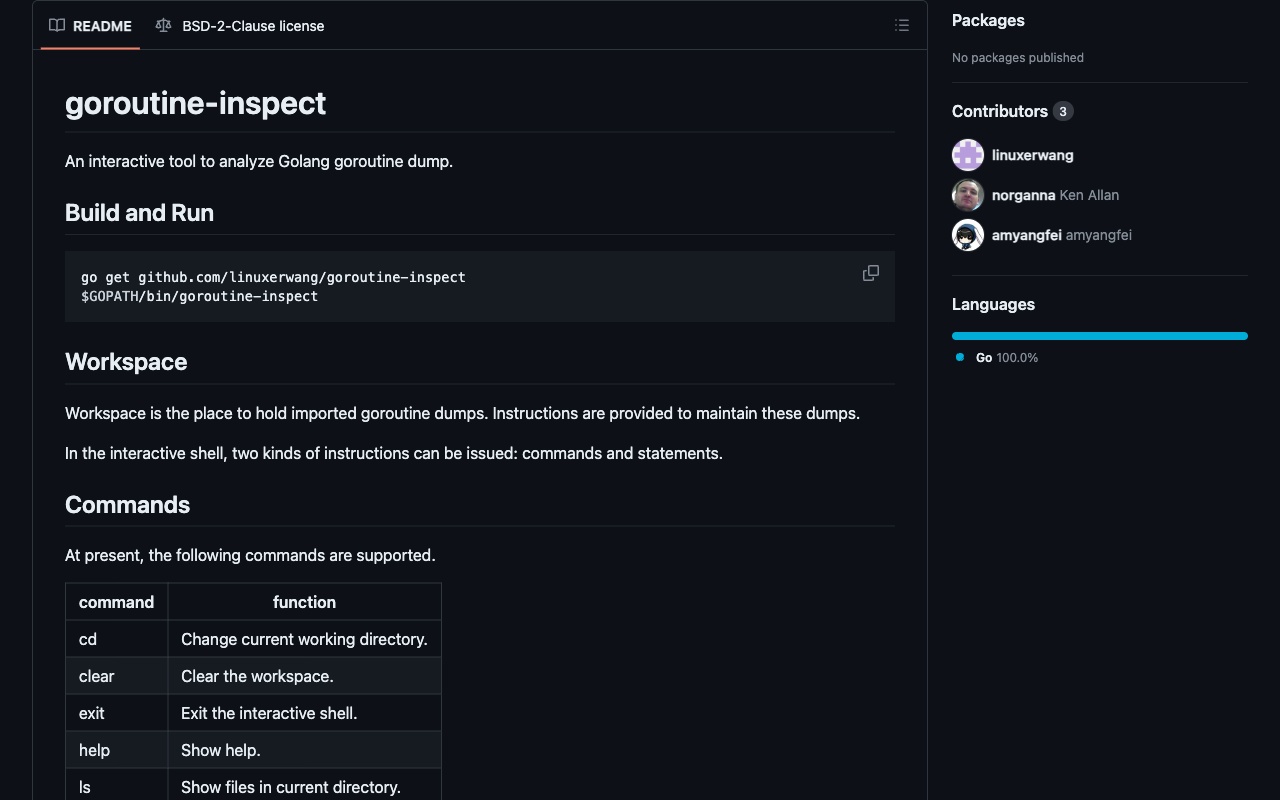 README
BSD-2-Clause license
goroutine-inspect
An interactive tool to analyze Golang goroutine dump.
Build and Run
go get github.com/linuxerwang/goroutine-inspect
$GOPATH/bin/goroutine-inspect
Workspace
Workspace is the place to hold imported goroutine dumps. Instructions are provided to maintain these dumps.
In the interactive shell, two kinds of instructions can be issued: commands and statements.
Commands
At present, the following commands are supported.
command function
cd Change current working directory.
clear Clear the workspace.
exit Exit the interactive shell.
help Show help.
ls Show files in current directory.
Packages
No packages published
Contributors 3
linuxerwang
norganna Ken Allan
amyangfei amyangfei
Languages
Go 100.0%